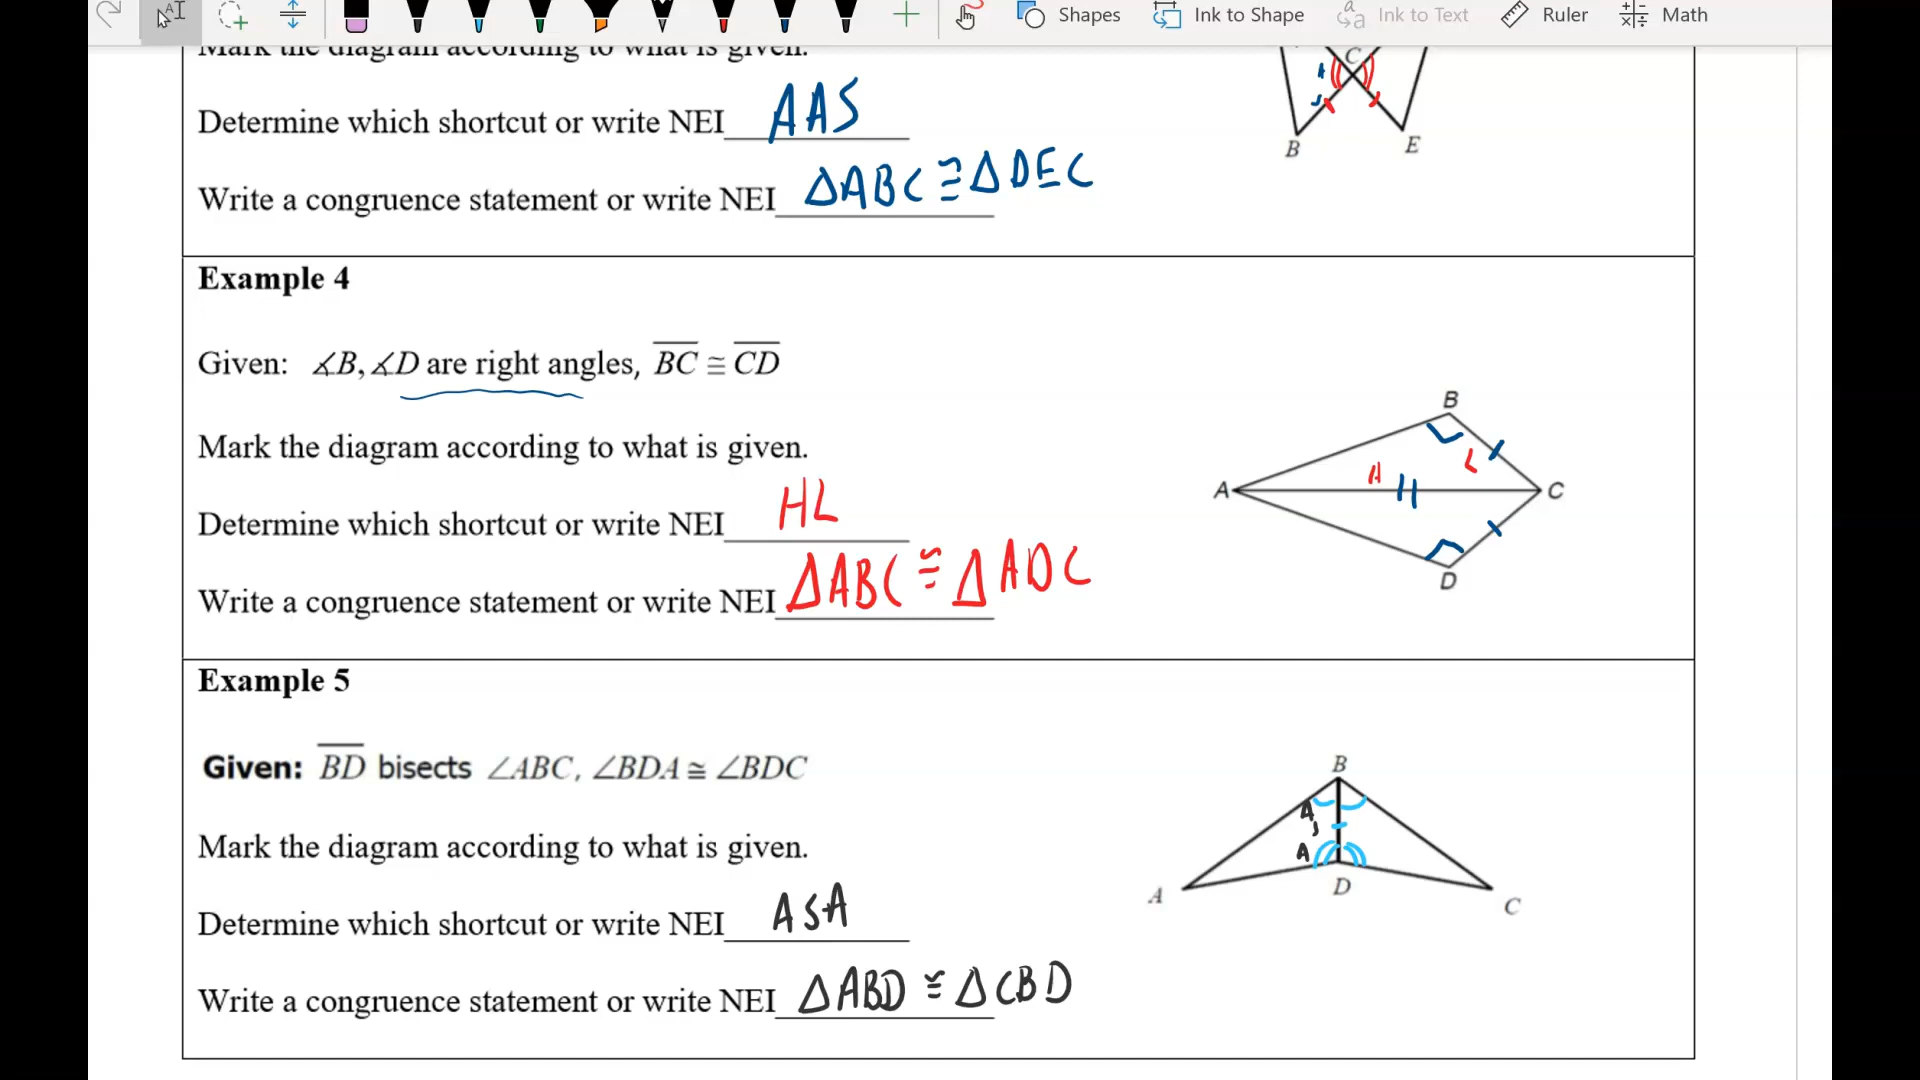 Shapes Ink to Shape Ink to Text Ruler Math
Mark the diagram according to what is given.
Determine which shortcut or write NEI AAS
Write a congruence statement or write NEI ΔABC ≅ ΔDEC
C
A
S
B E
Example 4
Given: ∡B, ∡D are right angles, BC ≅ CD
Mark the diagram according to what is given.
Determine which shortcut or write NEI HL
Write a congruence statement or write NEI ΔABC ≅ ΔADC
B
H L
A C
D
Example 5
Given: BD bisects ∠ABC, ∠BDA ≅ ∠BDC
Mark the diagram according to what is given.
Determine which shortcut or write NEI ASA
Write a congruence statement or write NEI ΔABD ≅ ΔCBD
B
A
S
A
A D C